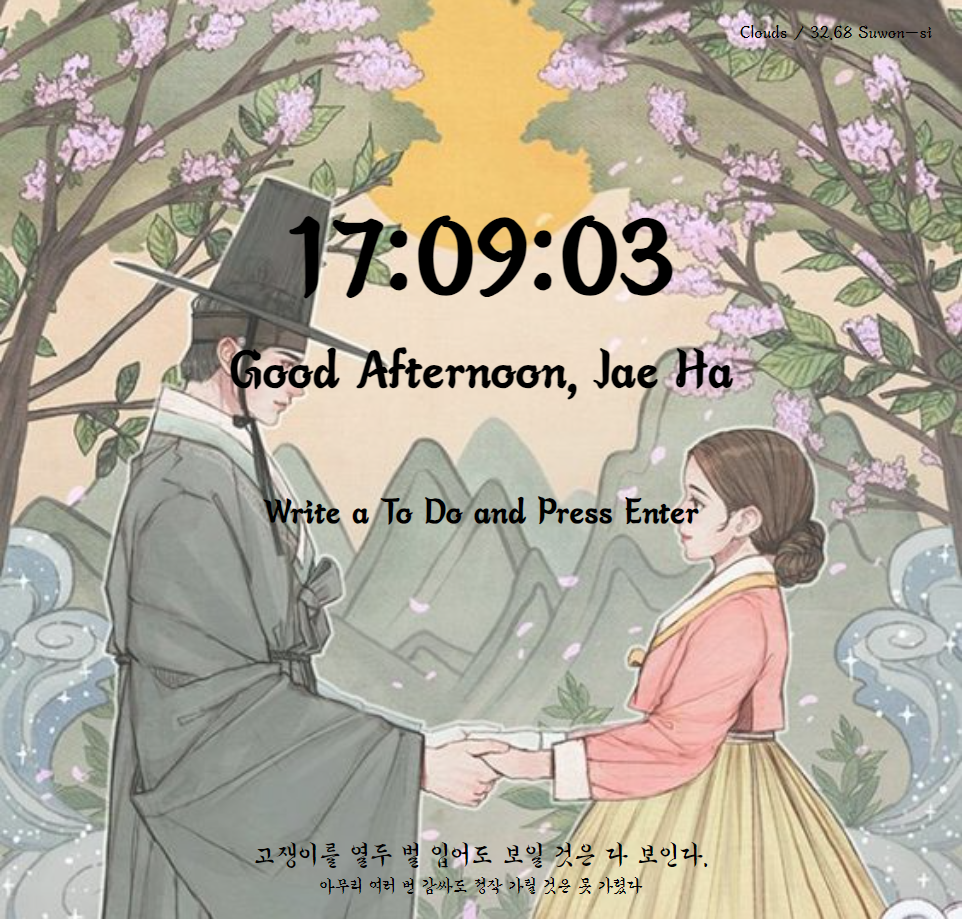 Clouds / 32.68 Suwon-si
17:09:03
Good Afternoon, Jae Ha
Write a To Do and Press Enter
고쟁이를 열두 벌 입어도 보일 것은 다 보인다.
아무리 여러 번 감싸도 정작 가릴 것은 못 가렸다